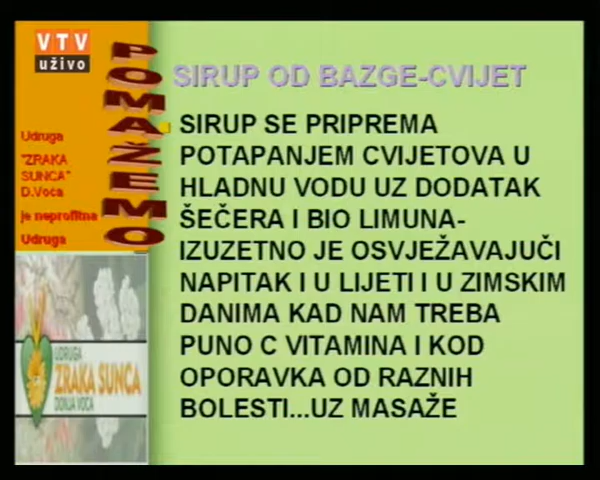 VTV
uživo
POMAŽEMO
Udruga
"ZRAKA
SUNCA"
D.Voća
je neprofitna
Udruga
UDRUGA
ZRAKA SUNCA
DONJA VOĆA
SIRUP OD BAZGE-CVIJET
SIRUP SE PRIPREMA
POTAPANJEM CVIJETOVA U
HLADNU VODU UZ DODATAK
ŠEČERA I BIO LIMUNA-
IZUZETNO JE OSVJEŽAVAJUČI
NAPITAK I U LIJETI I U ZIMSKIM
DANIMA KAD NAM TREBA
PUNO C VITAMINA I KOD
OPORAVKA OD RAZNIH
BOLESTI...UZ MASAŽE